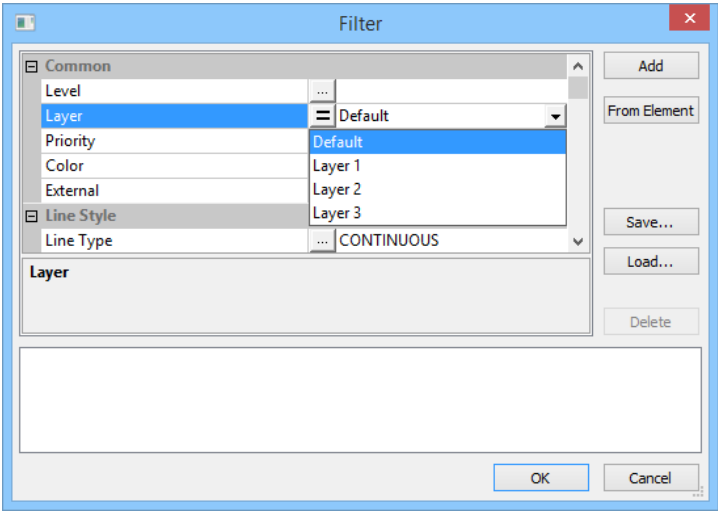 Filter
Common
Level ...
Layer = Default
Priority
Color
External
Default
Layer 1
Layer 2
Layer 3
Line Style
Line Type ... CONTINUOUS
Layer
Add
From Element
Save...
Load...
Delete
OK
Cancel